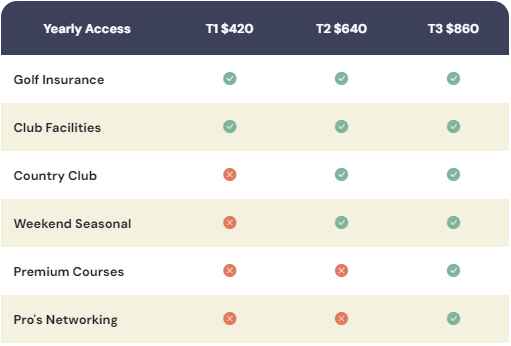 Yearly Access T1 $420 T2 $640 T3 $860
Golf Insurance
Club Facilities
Country Club
Weekend Seasonal
Premium Courses
Pro's Networking